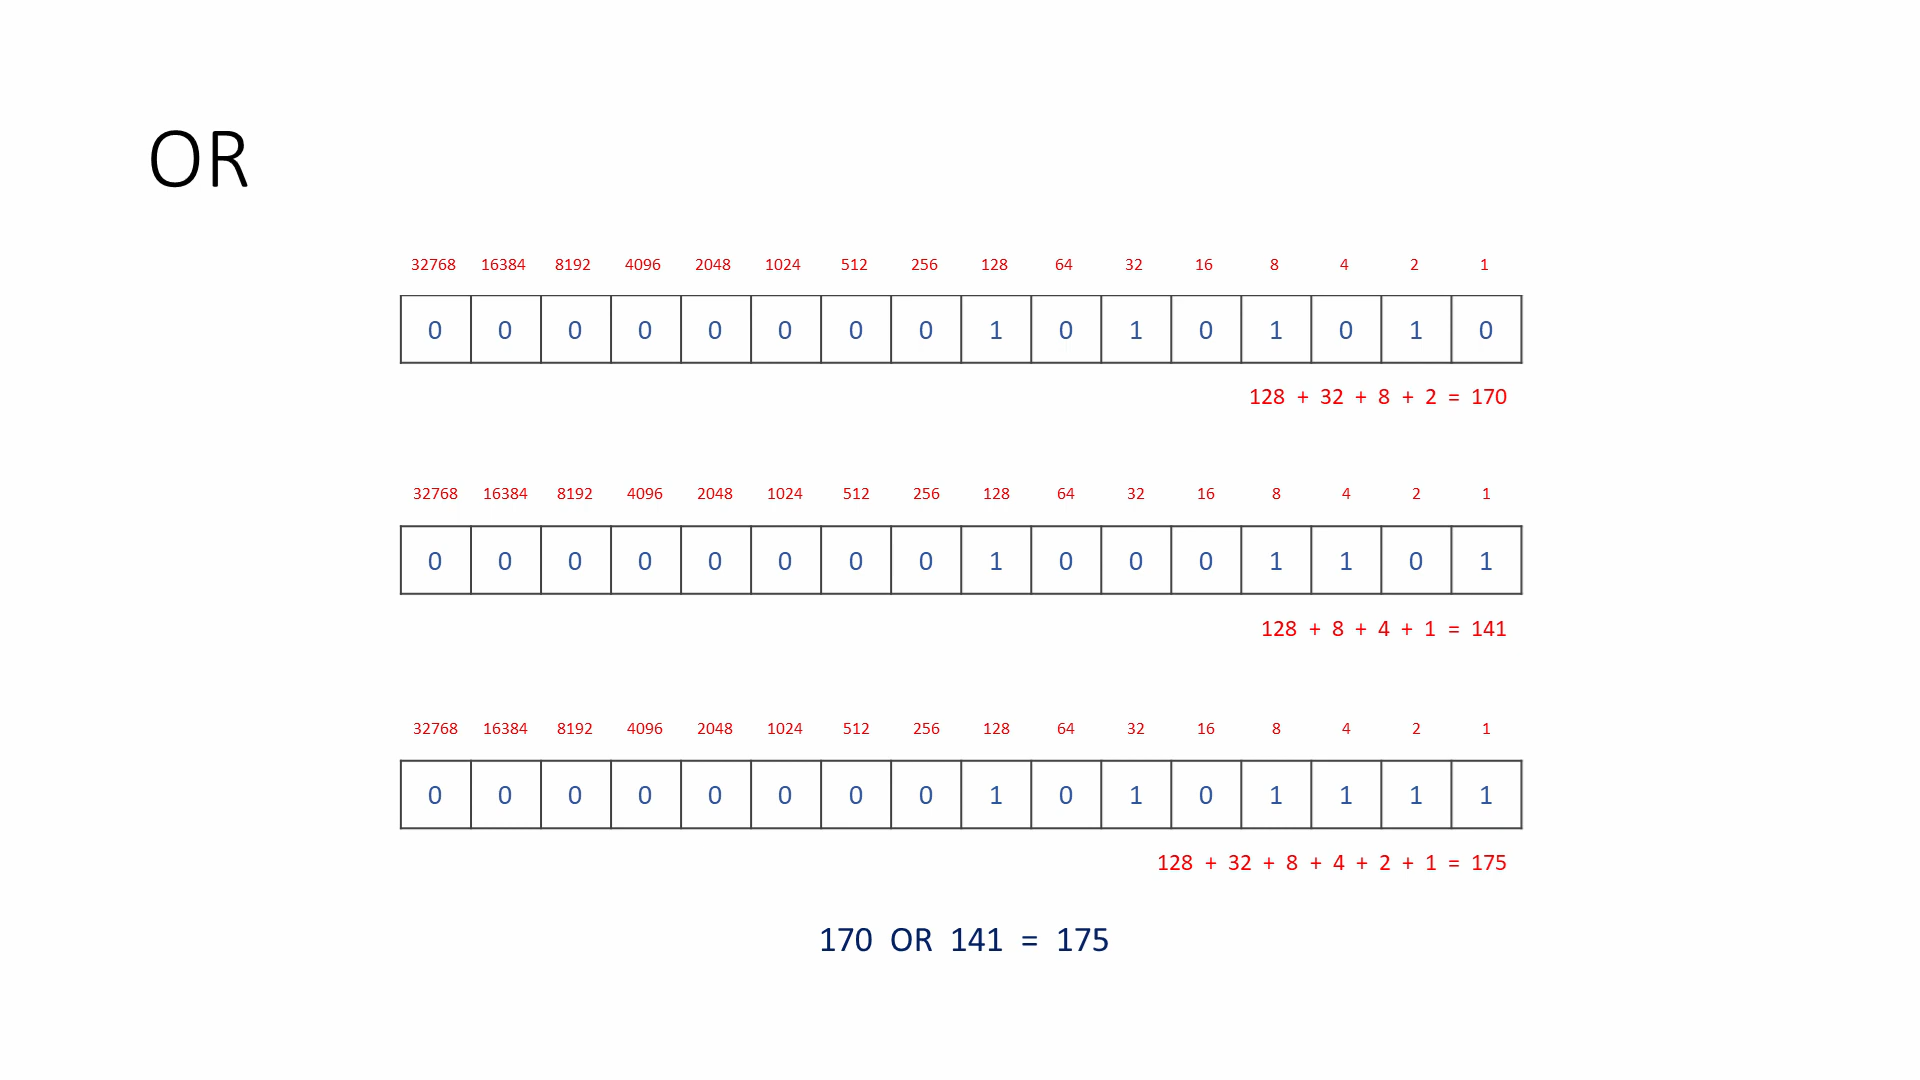 OR
32768 16384 8192 4096 2048 1024 512 256 128 64 32 16 8 4 2 1
0 0 0 0 0 0 0 0 1 0 1 0 1 0 1 0
128 + 32 + 8 + 2 = 170
32768 16384 8192 4096 2048 1024 512 256 128 64 32 16 8 4 2 1
0 0 0 0 0 0 0 0 1 0 0 0 1 1 0 1
128 + 8 + 4 + 1 = 141
32768 16384 8192 4096 2048 1024 512 256 128 64 32 16 8 4 2 1
0 0 0 0 0 0 0 0 1 0 1 0 1 1 1 1
128 + 32 + 8 + 4 + 2 + 1 = 175
170 OR 141 = 175